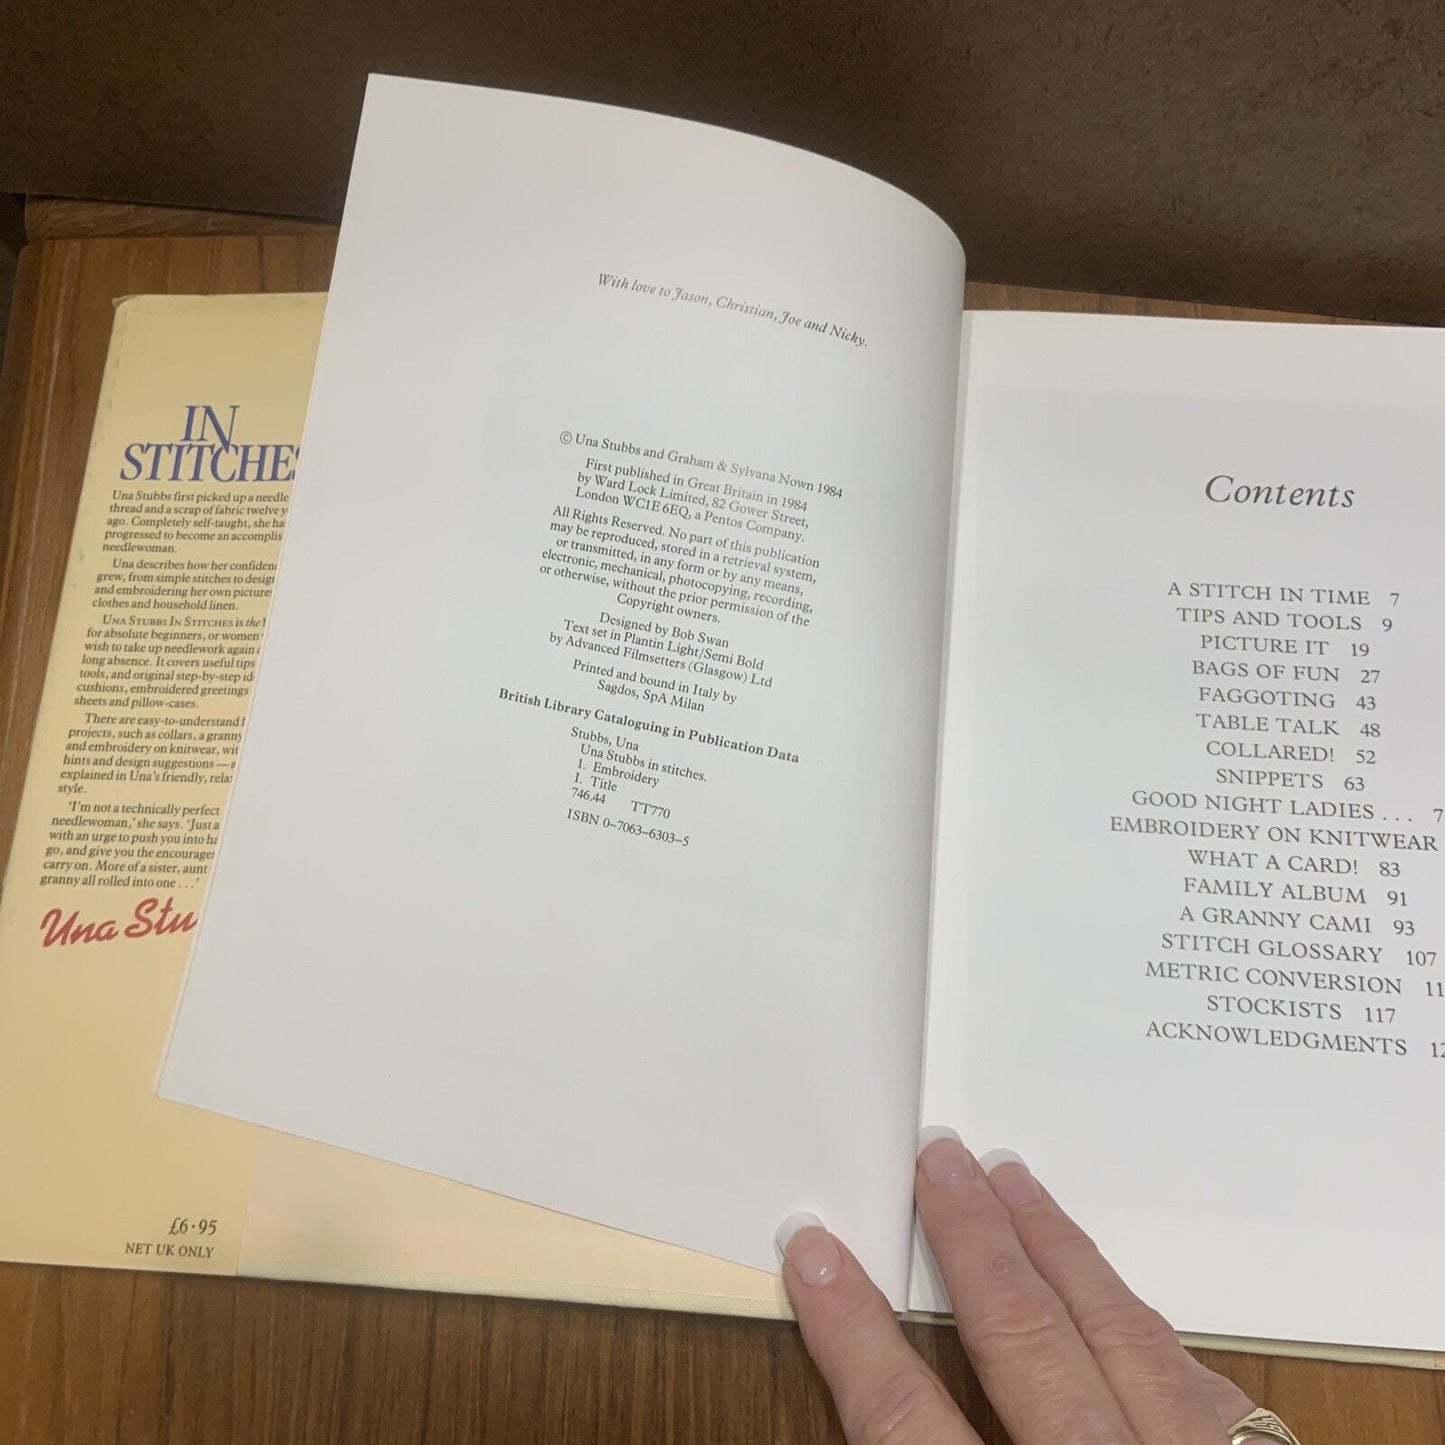 IN
STITCHES
Una Stubbs first picked up a needle
thread and a scrap of fabric twelve
ago. Completely self-taught, she
progressed to become an
needlewoman.
Una describes how her
grew, from simple stitches to
and embroidering her own
clothes and household linen.
UNA STUBBS IN STITCHES is the
for absolute beginners, or women
wish to take up needlework again
long absence. It covers useful tips
tools, and original step-by-step
cushions, embroidered greetings
sheets and pillow-cases.
There are easy-to-understand
projects, such as collars, a granny
and embroidery on knitwear,
hints and design suggestions —
explained in Una's friendly,
style.
'I'm not a technically perfect
needlewoman,' she says. 'Just a
with an urge to push you into
go, and give you the
carry on. More of a sister, aunt
granny all rolled into one . . .'
Una
£6·95
NET UK ONLY
With love to Jason, Christian, Joe and Nicky.
© Una Stubbs and Graham & Sylvana Nown 1984
First published in Great Britain in 1984
by Ward Lock Limited, 82 Gower Street,
London WC1E 6EQ, a Pentos Company.
All Rights Reserved. No part of this publication
may be reproduced, stored in a retrieval system,
or transmitted, in any form or by any means,
electronic, mechanical, photocopying, recording,
or otherwise, without the prior permission of the
Copyright owners.
Designed by Bob Swan
Text set in Plantin Light/Semi Bold
by Advanced Filmsetters (Glasgow) Ltd
Printed and bound in Italy by
Sagdos, SpA Milan
British Library Cataloguing in Publication Data
Stubbs, Una
Una Stubbs in stitches.
1. Embroidery
I. Title
746.44 TT770
ISBN 0–7063–6303–5
Contents
A STITCH IN TIME 7
TIPS AND TOOLS 9
PICTURE IT 19
BAGS OF FUN 27
FAGGOTING 43
TABLE TALK 48
COLLARED! 52
SNIPPETS 63
GOOD NIGHT LADIES . . .
EMBROIDERY ON KNITWEAR
WHAT A CARD! 83
FAMILY ALBUM 91
A GRANNY CAMI 93
STITCH GLOSSARY 107
METRIC CONVERSION
STOCKISTS 117
ACKNOWLEDGMENTS